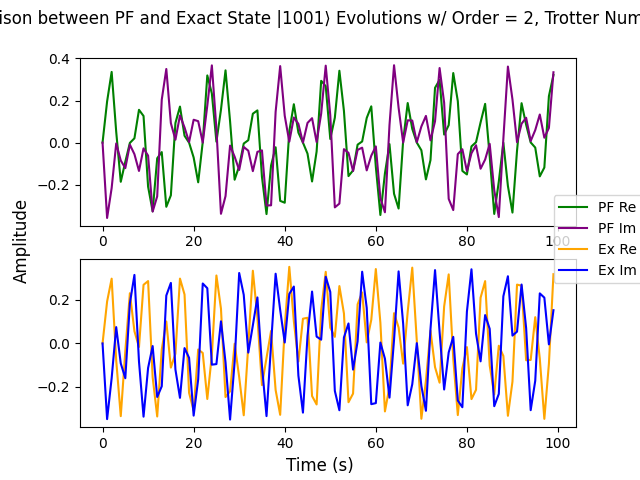 ison between PF and Exact State |1001⟩ Evolutions w/ Order = 2, Trotter Num
0.4
0.2
0.0
−0.2
0 20 40 60 80 100
PF Re
PF Im
Ex Re
Ex Im
Amplitude
0.2
0.0
−0.2
0 20 40 60 80 100
Time (s)